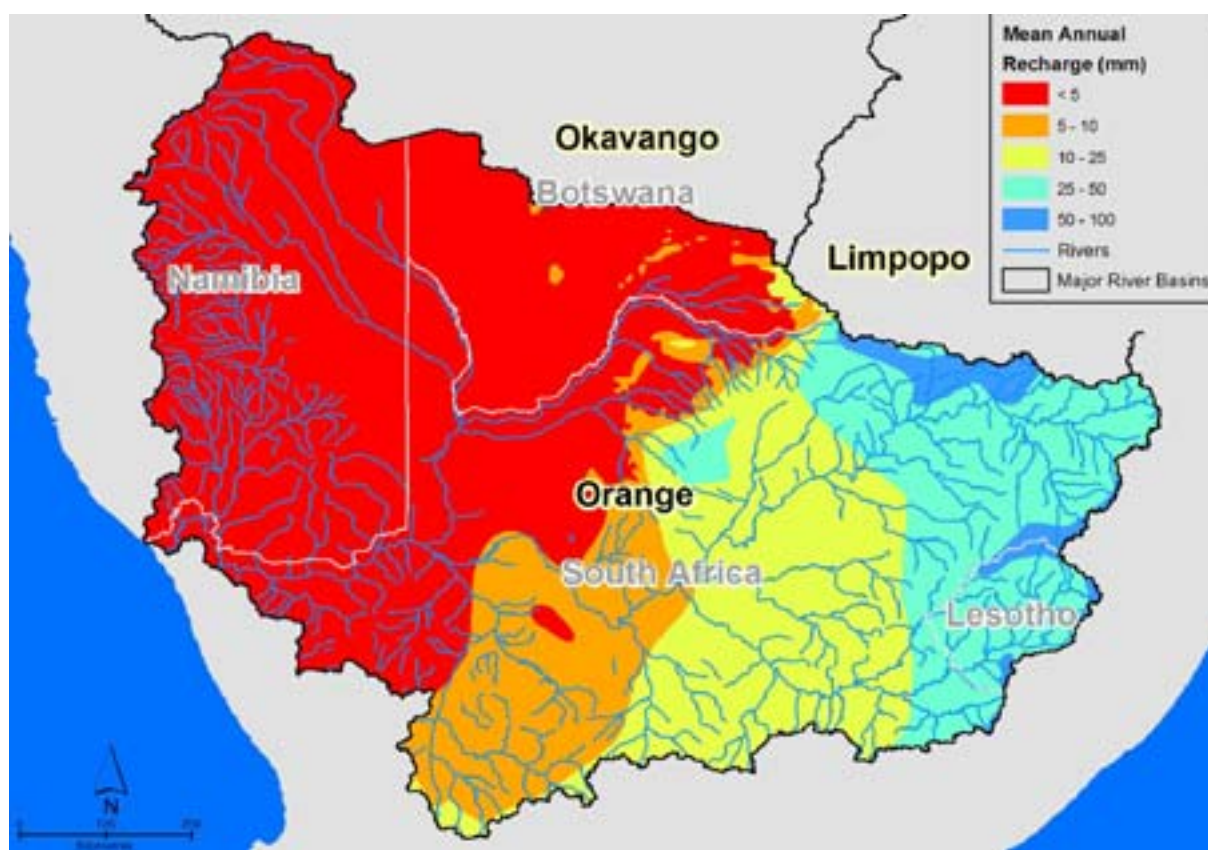 Mean Annual
Recharge (mm)
< 5
5 - 10
10 - 25
25 - 50
50 - 100
Rivers
Major River Basins
Okavango
Botswana
Limpopo
Namibia
Orange
South Africa
Lesotho
N
0